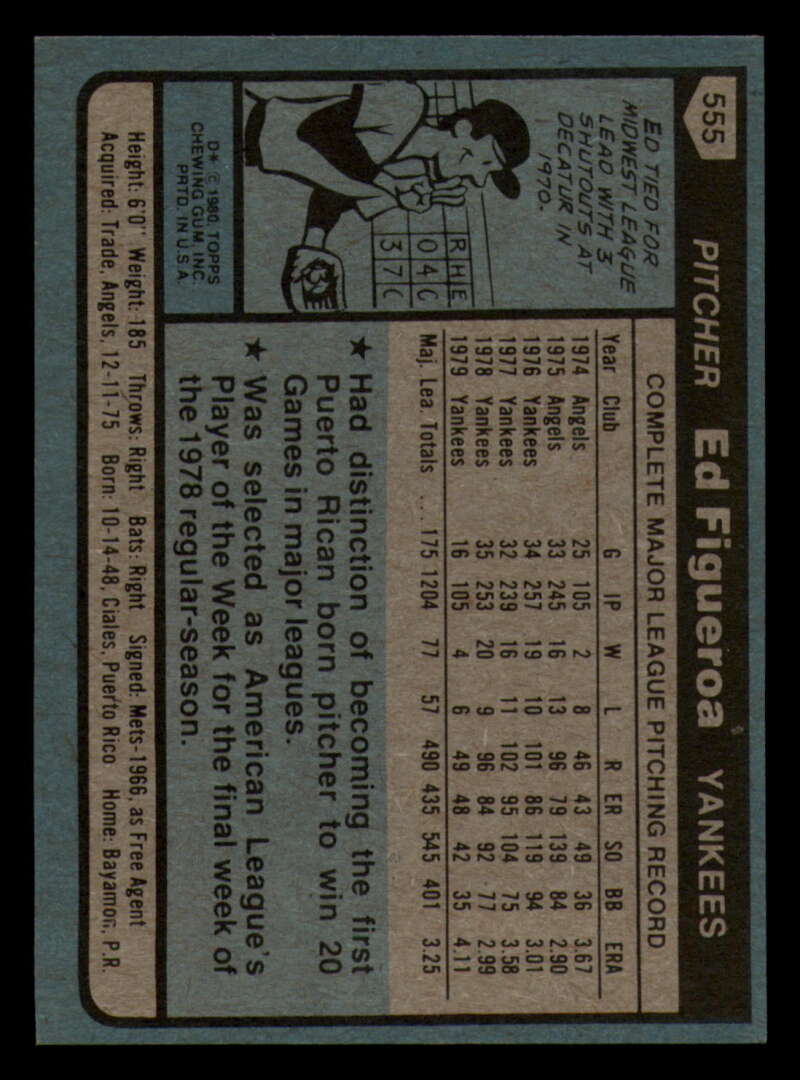 555
PITCHER Ed Figueroa YANKEES
ED TIED FOR
MIDWEST LEAGUE
LEAD WITH 3
SHUTOUTS AT
DECATUR IN
1970.
R H E
0 4 0
3 7 0
D* © 1980 TOPPS
CHEWING GUM, INC.
PRTD. IN U.S.A.
COMPLETE MAJOR LEAGUE PITCHING RECORD
Year Club G IP W L R ER SO BB ERA
1974 Angels 25 105 2 8 46 43 49 36 3.67
1975 Angels 33 245 16 13 96 79 139 84 2.90
1976 Yankees 34 257 19 10 101 86 119 94 3.01
1977 Yankees 32 239 16 11 102 95 104 75 3.58
1978 Yankees 35 253 20 9 96 84 92 77 2.99
1979 Yankees 16 105 4 6 49 48 42 35 4.11
Maj. Lea. Totals ... 175 1204 77 57 490 435 545 401 3.25
★ Had distinction of becoming the first
Puerto Rican born pitcher to win 20
Games in major leagues.
★ Was selected as American League's
Player of the Week for the final week of
the 1978 regular-season.
Height: 6'0" Weight: 185 Throws: Right Bats: Right Signed: Mets-1966, as Free Agent
Acquired: Trade, Angels, 12-11-75 Born: 10-14-48, Ciales, Puerto Rico Home: Bayamon, P.R.